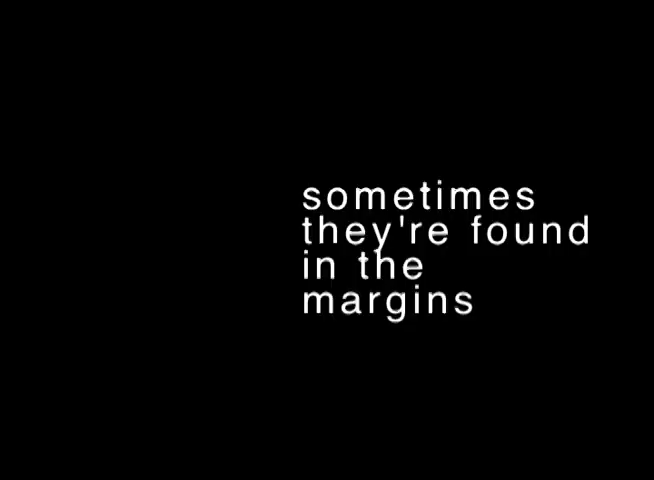 sometimes
they're found
in the
margins